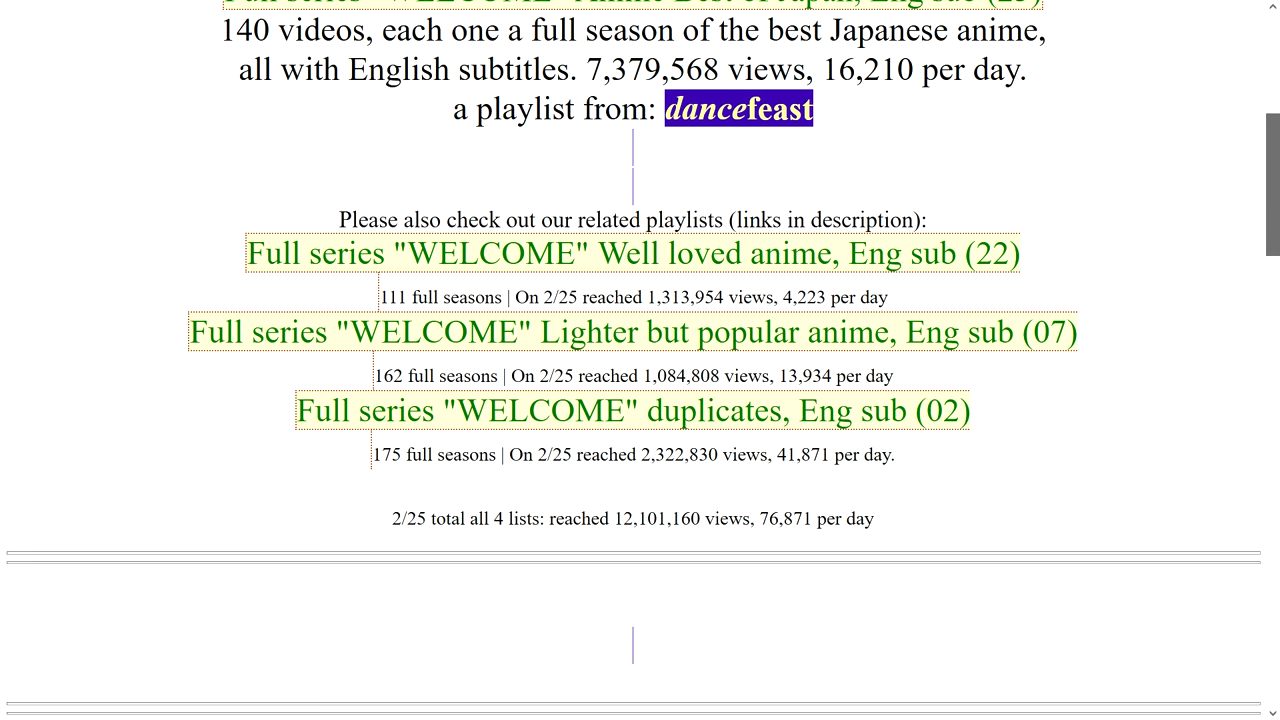 140 videos, each one a full season of the best Japanese anime,
all with English subtitles. 7,379,568 views, 16,210 per day.
a playlist from: dancefeast
Please also check out our related playlists (links in description):
Full series "WELCOME" Well loved anime, Eng sub (22)
111 full seasons | On 2/25 reached 1,313,954 views, 4,223 per day
Full series "WELCOME" Lighter but popular anime, Eng sub (07)
162 full seasons | On 2/25 reached 1,084,808 views, 13,934 per day
Full series "WELCOME" duplicates, Eng sub (02)
175 full seasons | On 2/25 reached 2,322,830 views, 41,871 per day.
2/25 total all 4 lists: reached 12,101,160 views, 76,871 per day